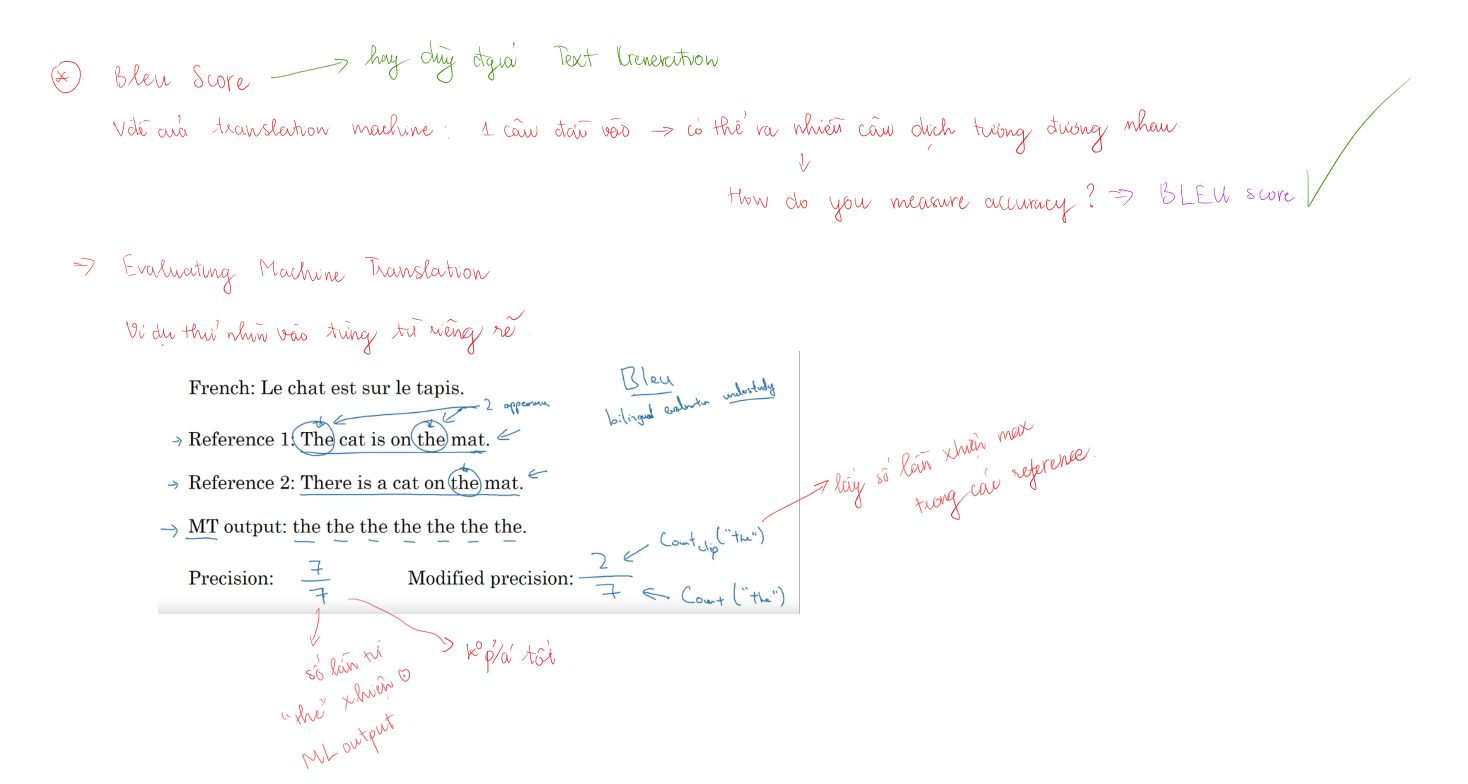 Bleu Score → hay dùng đgiá Text Generation
Vđề của translation machine: 1 câu đầu vào → có thể ra nhiều câu dịch tương đương nhau.
↓
How do you measure accuracy? ⇒ BLEU score
→ Evaluating Machine Translation
Ví dụ thử nhìn vào từng từ riêng rẽ.
French: Le chat est sur le tapis.
Bleu
bilingual evaluation understudy
2 appearance
→ Reference 1: The cat is on the mat. ←
→ Reference 2: There is a cat on the mat. ←
→ MT output: the the the the the the the.
Precision: 7/7
Modified precision: 2/7
← Count clip ("the")
← Count ("the")
lấy số lần xhiện max
trong các reference.
số lần từ
"the" xhiện ở
ML output
k° p/á tốt